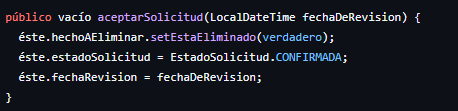 público vacío aceptarSolicitud(LocalDateTime fechaDeRevision) {
éste.hechoAEliminar.setEstaEliminado(verdadero);
éste.estadoSolicitud = EstadoSolicitud.CONFIRMADA;
éste.fechaRevision = fechaDeRevision;
}